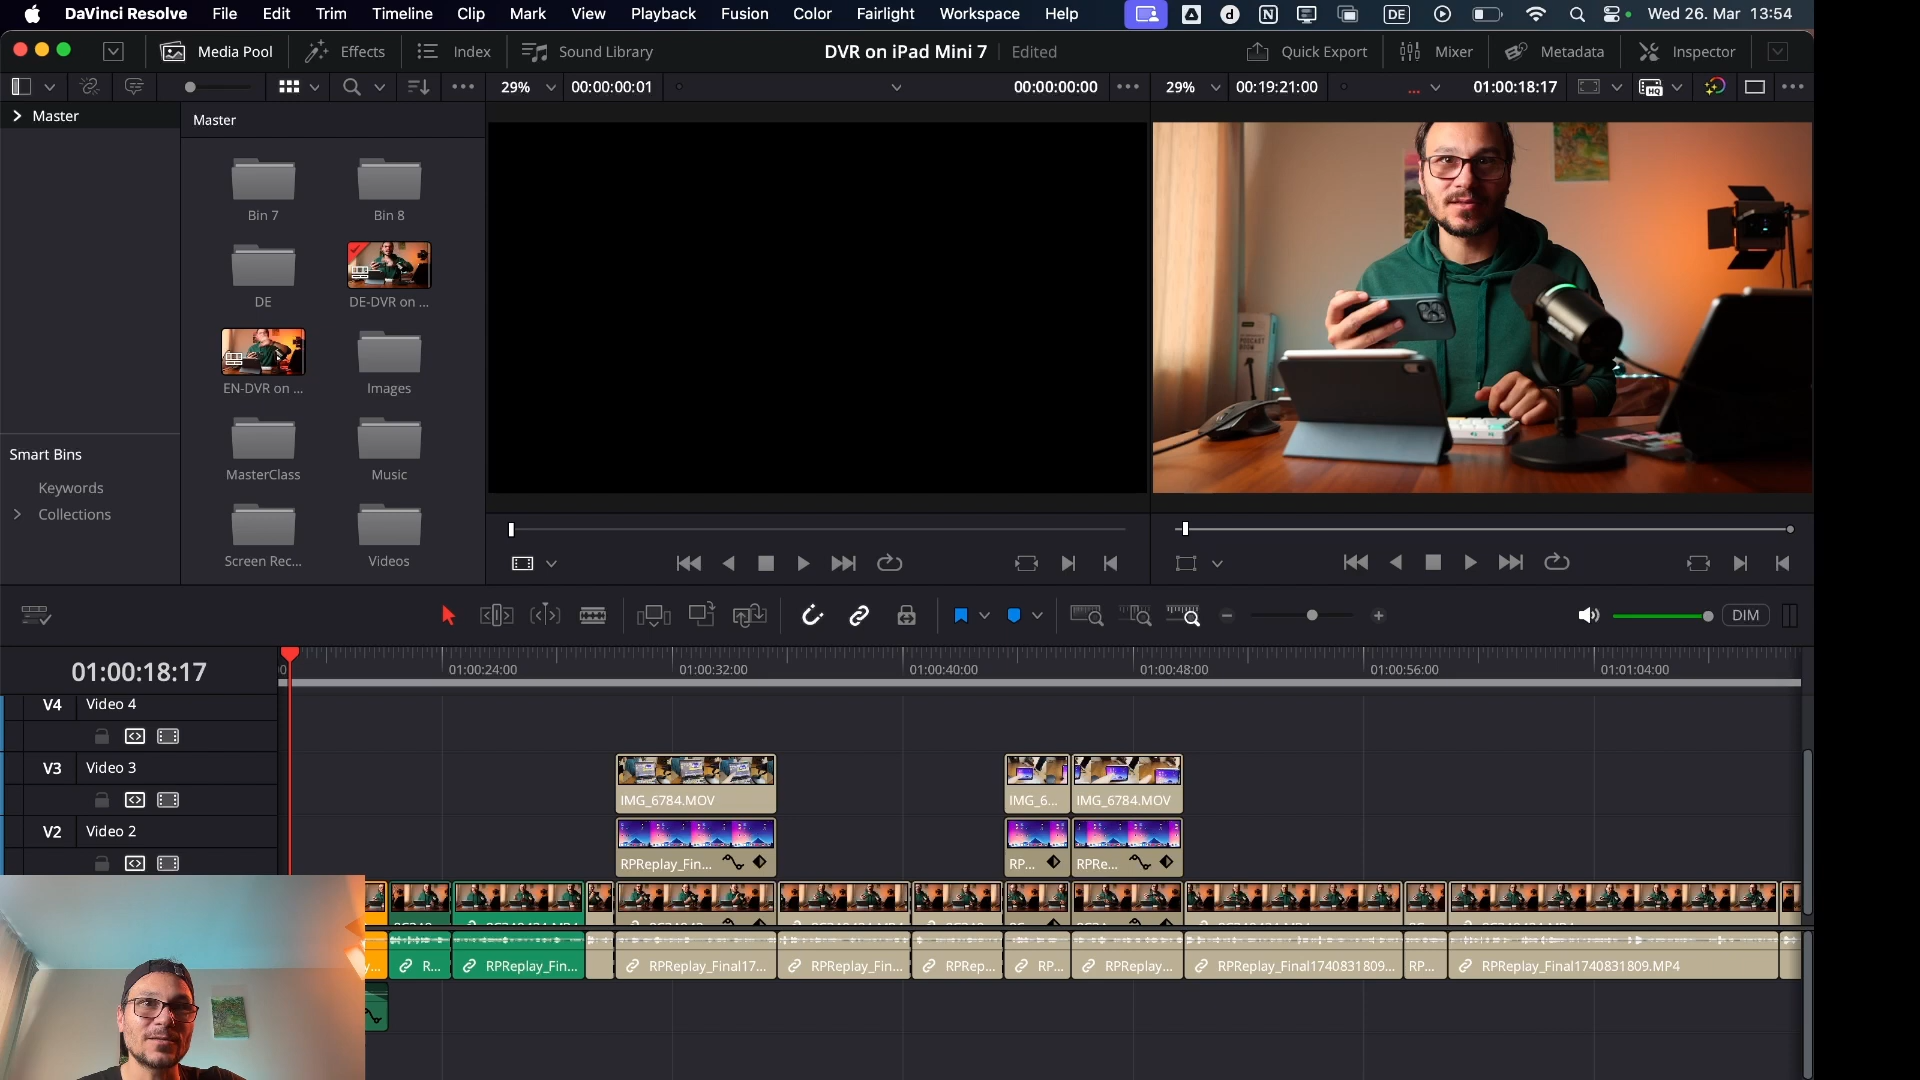 DaVinci Resolve File Edit Trim Timeline Clip Mark View Playback Fusion Color Fairlight Workspace Help DE Wed 26. Mar 13:54
Media Pool Effects Index Sound Library DVR on iPad Mini 7 Edited Quick Export Mixer Metadata Inspector
29% 00:00:00:01 00:00:00:00 29% 00:19:21:00 ... 01:00:18:17
Master
Master
Bin 7 Bin 8
DE DE-DVR on ...
EN-DVR on ... Images
MasterClass Music
Screen Rec... Videos
Smart Bins
Keywords
Collections
DIM
01:00:18:17
01:00:24:00 01:00:32:00 01:00:40:00 01:00:48:00 01:00:56:00 01:01:04:00
V4 Video 4
V3 Video 3
IMG_6784.MOV IMG_6... IMG_6784.MOV
V2 Video 2
RPReplay_Fin... RP... RPRe...
R... RPReplay_Fin... RPReplay_Final17... RPReplay_Fin... RPRep... RP... RPReplay... RPReplay_Final1740831809... RP... RPReplay_Final1740831809.MP4